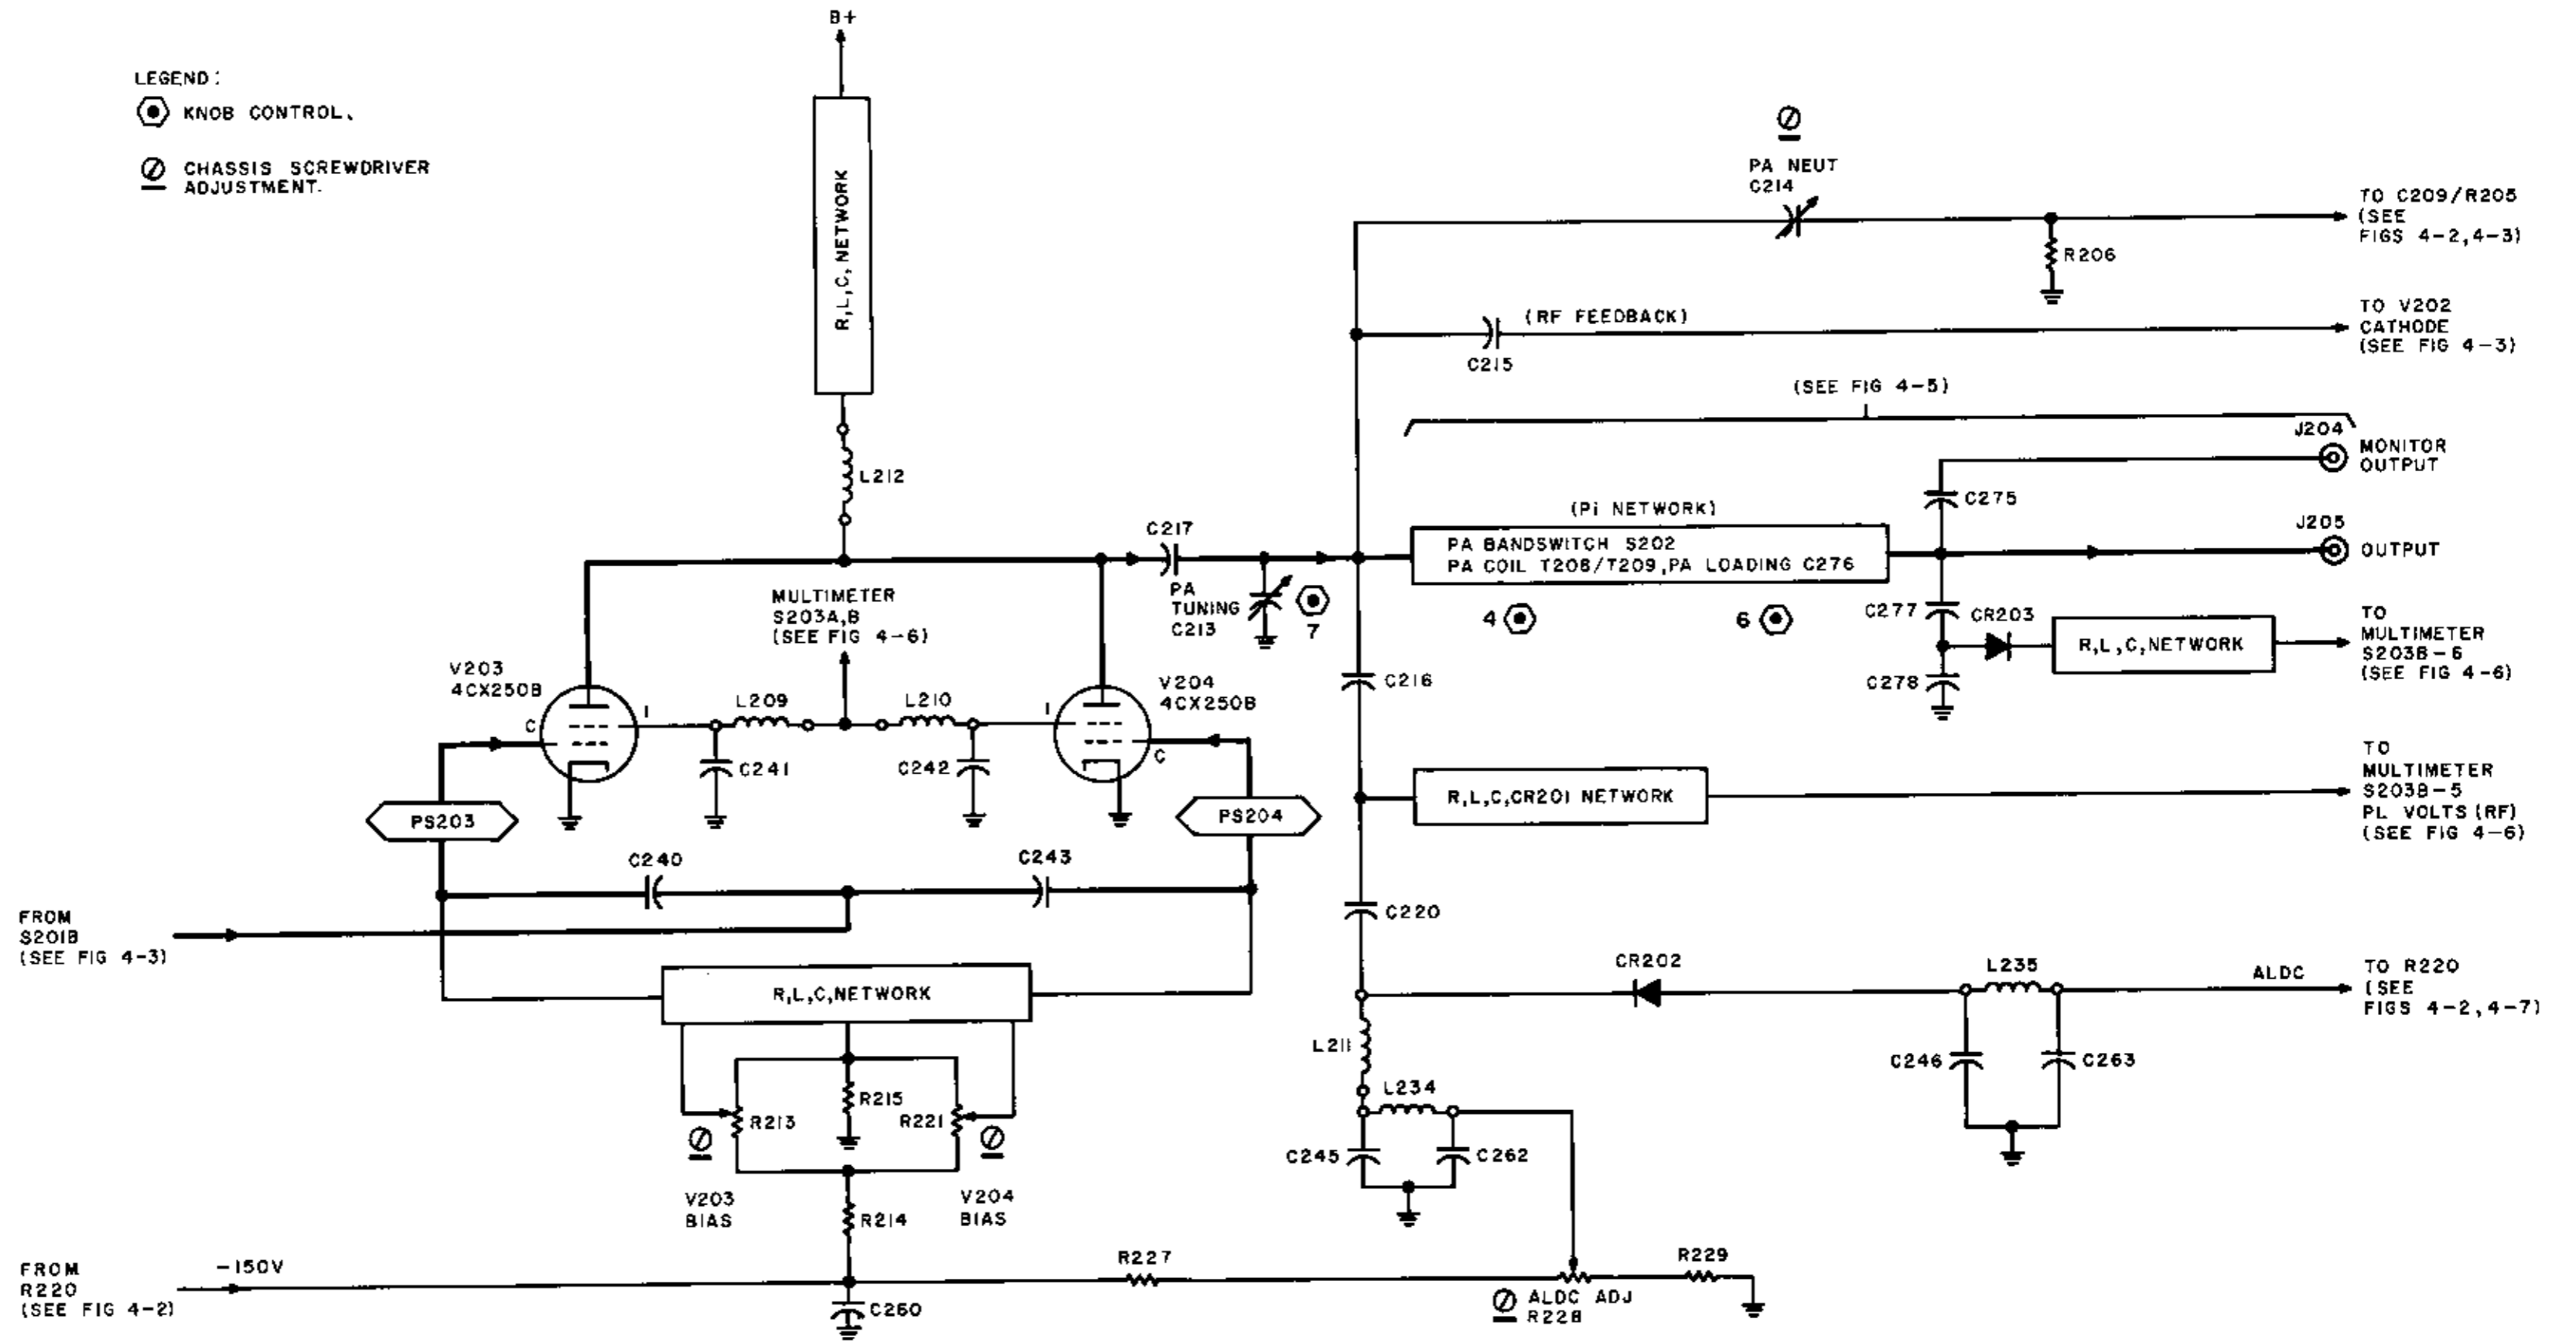 B+
LEGEND:
KNOB CONTROL.
CHASSIS SCREWDRIVER
ADJUSTMENT.
R,L,C,NETWORK
L212
PA NEUT
C214
TO C209/R205
(SEE
FIGS 4-2,4-3)
R206
(RF FEEDBACK)
C215
TO V202
CATHODE
(SEE FIG 4-3)
(SEE FIG 4-5)
J204
MONITOR
OUTPUT
C275
(Pi NETWORK)
PA BANDSWITCH S202
PA COIL T208/T209,PA LOADING C276
J205
OUTPUT
C217
PA
TUNING
C213
7
4
6
MULTIMETER
S203A,B
(SEE FIG 4-6)
C277
CR203
C278
R,L,C,NETWORK
TO
MULTIMETER
S203B-6
(SEE FIG 4-6)
V203
4CX250B
C
1
L209
L210
1
V204
4CX250B
C
C241
C242
C216
PS203
PS204
R,L,C,CR201 NETWORK
TO
MULTIMETER
S203B-5
PL VOLTS (RF)
(SEE FIG 4-6)
C240
C243
FROM
S201B
(SEE FIG 4-3)
C220
R,L,C,NETWORK
CR202
L235
ALDC
TO R220
(SEE
FIGS 4-2,4-7)
L211
C246
C263
L234
R213
R215
R221
C245
C262
V203
BIAS
V204
BIAS
R214
FROM
R220
(SEE FIG 4-2)
-150V
C260
R227
ALDC ADJ
R228
R229